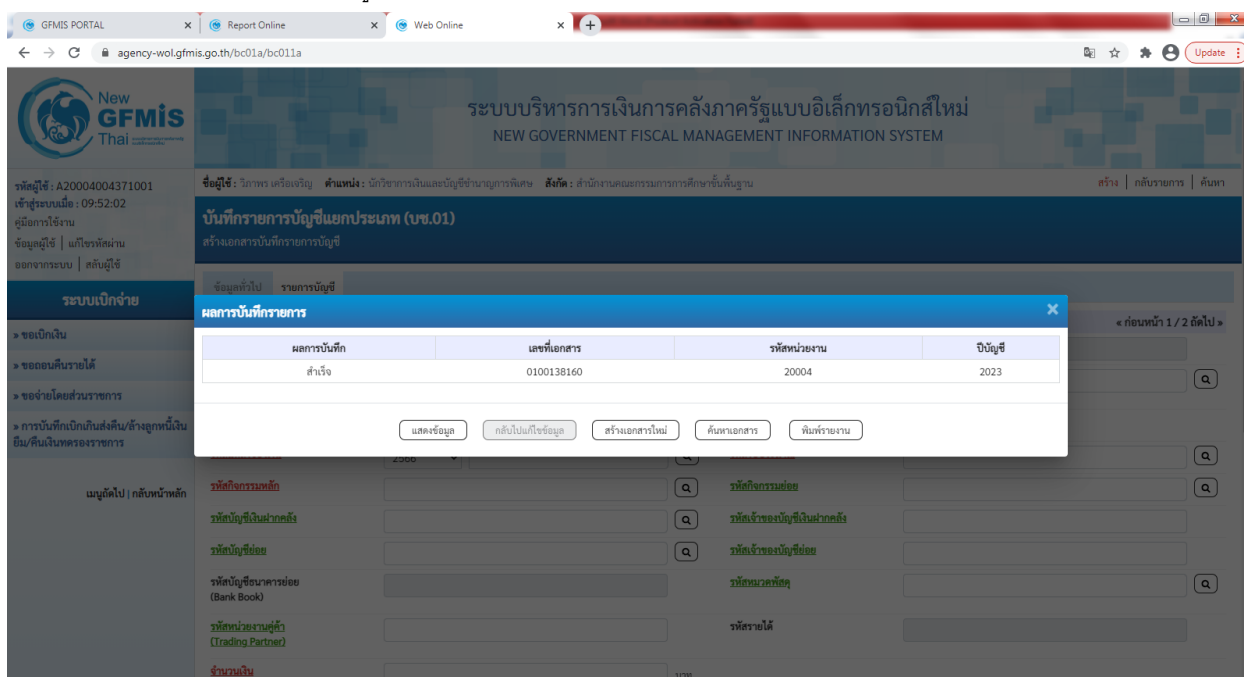 GFMIS PORTAL
Report Online
Web Online
agency-wol.gfmis.go.th/bc01a/bc011a
Update
New
GFMIS
Thai
ระบบบริหารการเงินการคลังภาครัฐแบบอิเล็กทรอนิกส์ใหม่
NEW GOVERNMENT FISCAL MANAGEMENT INFORMATION SYSTEM
รหัสผู้ใช้ : A20004004371001
เข้าสู่ระบบเมื่อ : 09:52:02
คู่มือการใช้งาน
ข้อมูลผู้ใช้ | แก้ไขรหัสผ่าน
ออกจากระบบ | สลับผู้ใช้
ชื่อผู้ใช้ : วิภาพร เครือเจริญ ตำแหน่ง : นักวิชาการเงินและบัญชีชำนาญการพิเศษ สังกัด : สำนักงานคณะกรรมการการศึกษาขั้นพื้นฐาน
สร้าง | กลับรายการ | ค้นหา
บันทึกรายการบัญชีแยกประเภท (บช.01)
สร้างเอกสารบันทึกรายการบัญชี
ข้อมูลทั่วไป รายการบัญชี
ระบบเบิกจ่าย
» ขอเบิกเงิน
» ขอถอนคืนรายได้
» ขอจ่ายโดยส่วนราชการ
» การบันทึกเบิกเกินส่งคืน/ล้างลูกหนี้เงิน
ยืม/คืนเงินทดรองราชการ
เมนูถัดไป | กลับหน้าหลัก
ผลการบันทึกรายการ
« ก่อนหน้า 1 / 2 ถัดไป »
ผลการบันทึก เลขที่เอกสาร รหัสหน่วยงาน ปีบัญชี
สำเร็จ 0100138160 20004 2023
แสดงข้อมูล กลับไปแก้ไขข้อมูล สร้างเอกสารใหม่ ค้นหาเอกสาร พิมพ์รายงาน
2566
รหัสกิจกรรมหลัก
รหัสกิจกรรมย่อย
รหัสบัญชีเงินฝากคลัง
รหัสเจ้าของบัญชีเงินฝากคลัง
รหัสบัญชีย่อย
รหัสเจ้าของบัญชีย่อย
รหัสบัญชีธนาคารย่อย
(Bank Book)
รหัสหมวดพัสดุ
รหัสหน่วยงานคู่ค้า
(Trading Partner)
รหัสรายได้
จำนวนเงิน
บาท